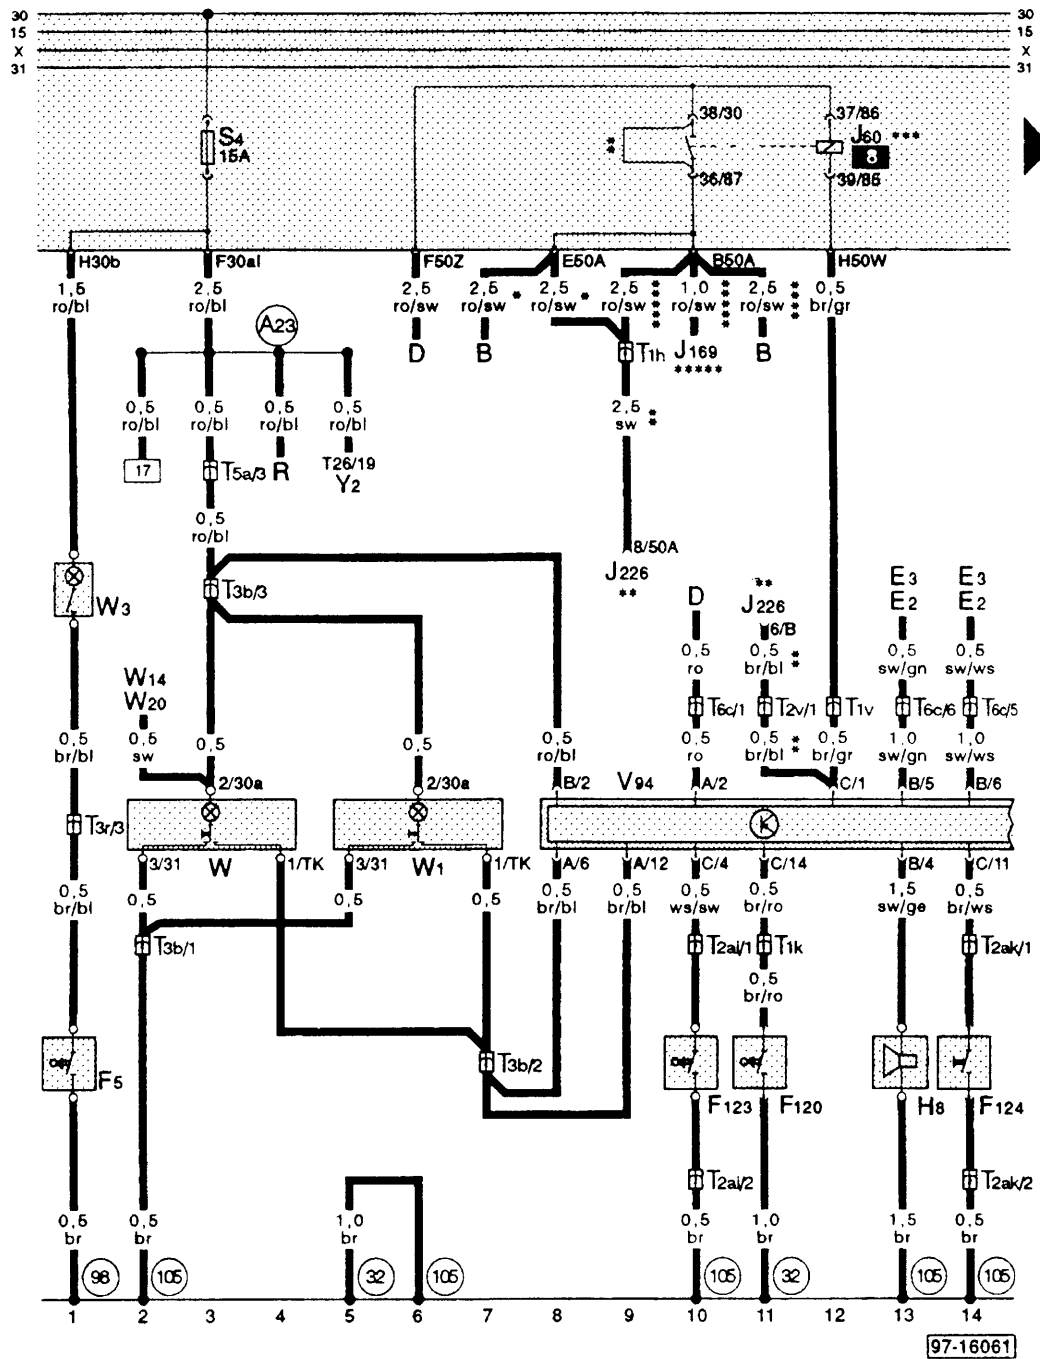 30 30
15 15
X X
31 31
38/30 37/86
S4 J60 ***
15A ** 8
36/87 39/85
H30b F30al F50Z E50A B50A H50W
1,5 2,5 2,5 2,5 2,5 2,5 1,0 2,5 0,5
ro/bl ro/bl ro/sw ro/sw * ro/sw * ro/sw ro/sw ro/sw br/gr
**** **** ****
A23 D B T1h J169 B
*****
0,5 0,5 0,5 0,5 2,5
ro/bl ro/bl ro/bl ro/bl sw **
17 T5a/3 R T26/19
Y2
0,5
ro/bl
8/50A
J226
**
W3 T3b/3 D **
J226
6/B
E3 E3
E2 E2
0,5 0,5 0,5 0,5
ro br/bl ** sw/gn sw/ws
W14
W20
T6c/1 T2v/1 T1v T6c/6 T6c/5
0,5 0,5 0,5 0,5 0,5 0,5 0,5 0,5 1,0 1,0
br/bl sw ro/bl ro br/bl ** br/gr sw/gn sw/ws
2/30a 2/30a B/2 V94 A/2 C/1 B/5 B/6
T3r/3
3/31 W 1/TK 3/31 W1 1/TK A/6 A/12 C/4 C/14 B/4 C/11
0,5 0,5 0,5 0,5 0,5 0,5 0,5 0,5 1,5 0,5
br/bl br/bl br/bl ws/sw br/ro sw/ge br/ws
T3b/1 T2aj/1 T1k T2ak/1
0,5
br/ro
F5 T3b/2 F123 F120 H8 F124
T2aj/2 T2ak/2
0,5 0,5 1,0 0,5 1,0 1,5 0,5
br br br br br br br
98 105 32 105 105 32 105 105
1 2 3 4 5 6 7 8 9 10 11 12 13 14
97-16061